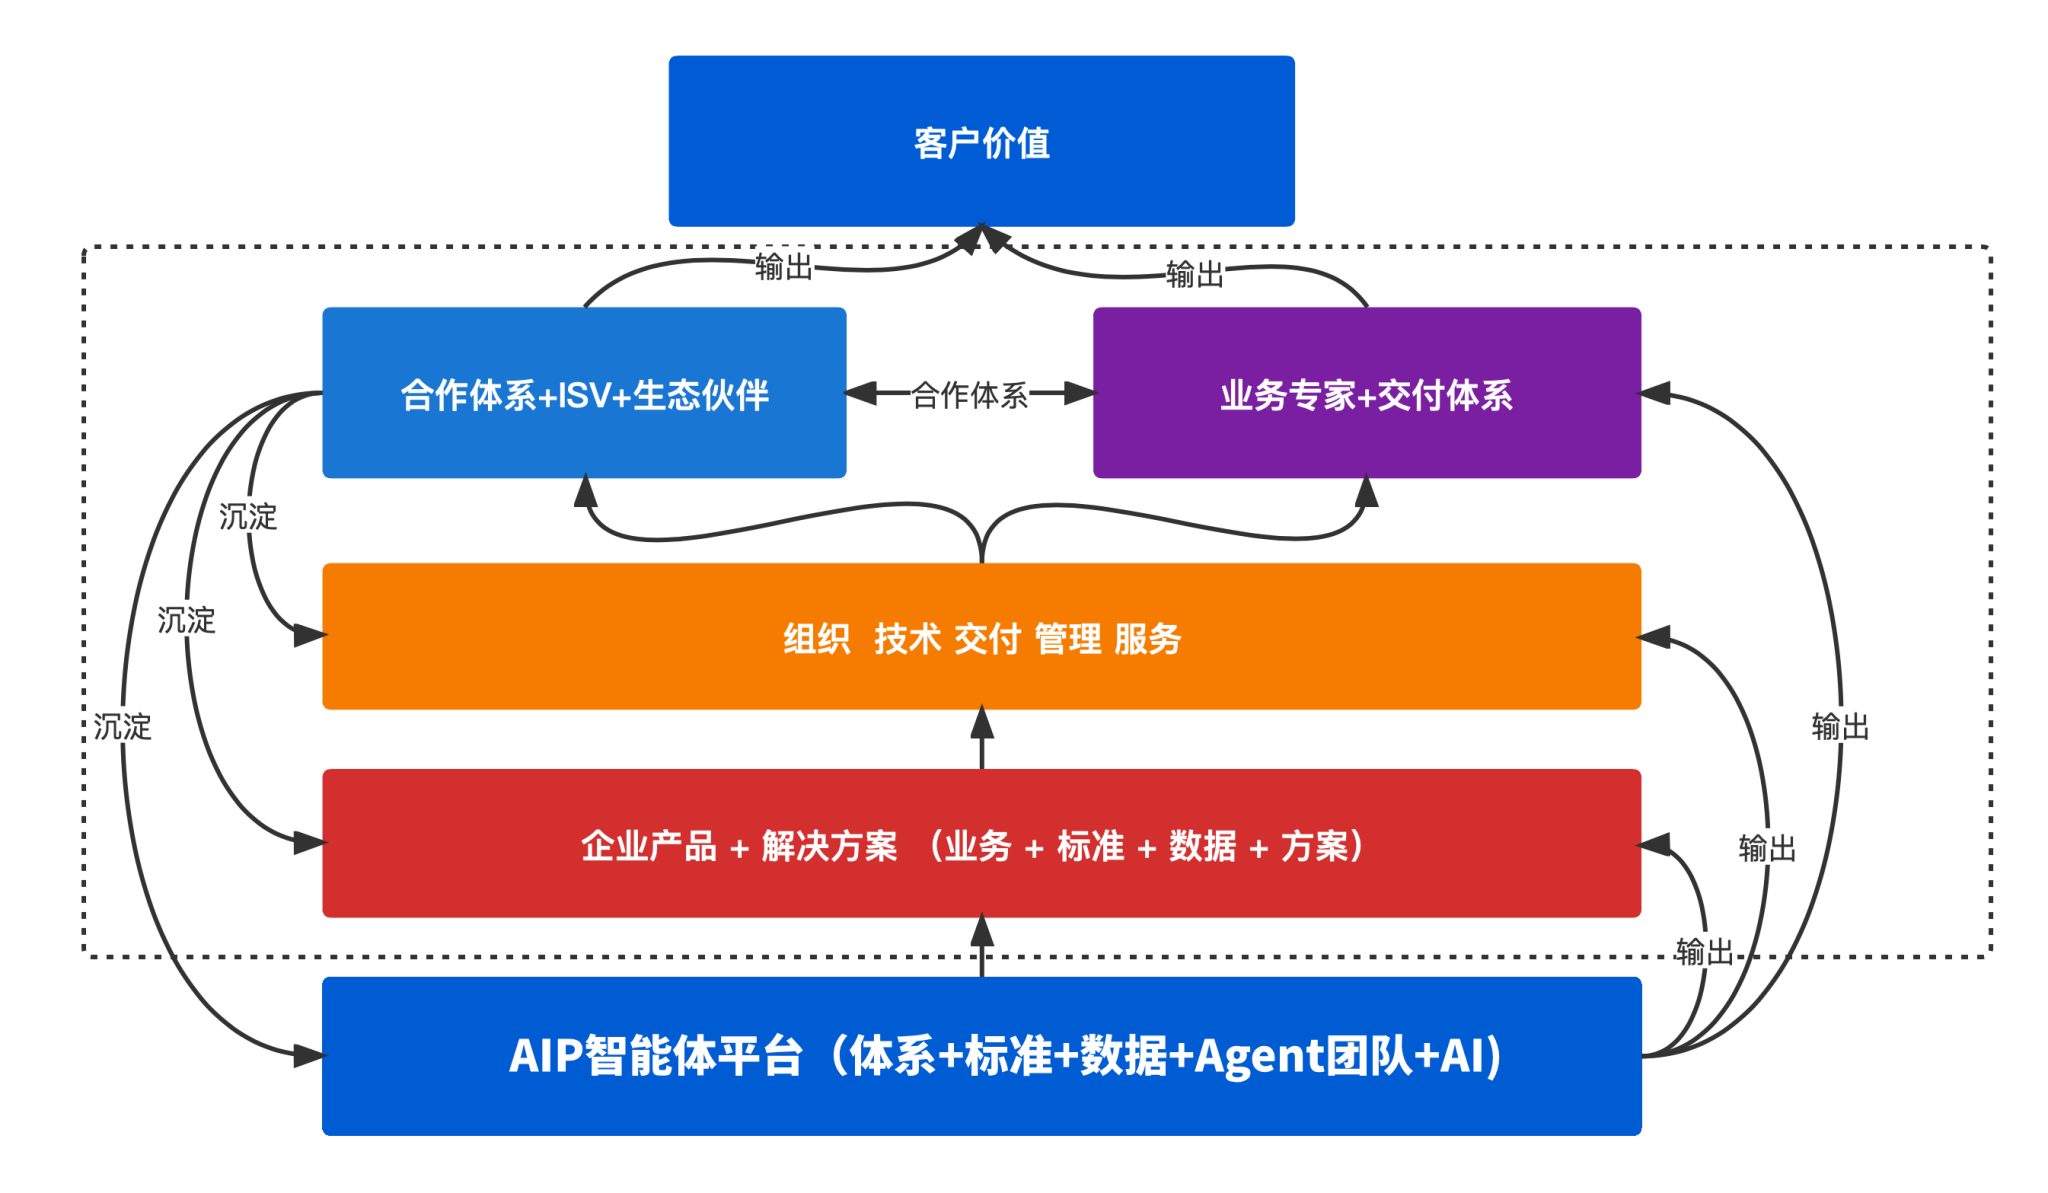 客户价值
输出
输出
合作体系+ISV+生态伙伴
合作体系
业务专家+交付体系
沉淀
沉淀
组织 技术 交付 管理 服务
沉淀
输出
企业产品 + 解决方案 （业务 + 标准 + 数据 + 方案）
输出
输出
AIP智能体平台（体系+标准+数据+Agent团队+AI）